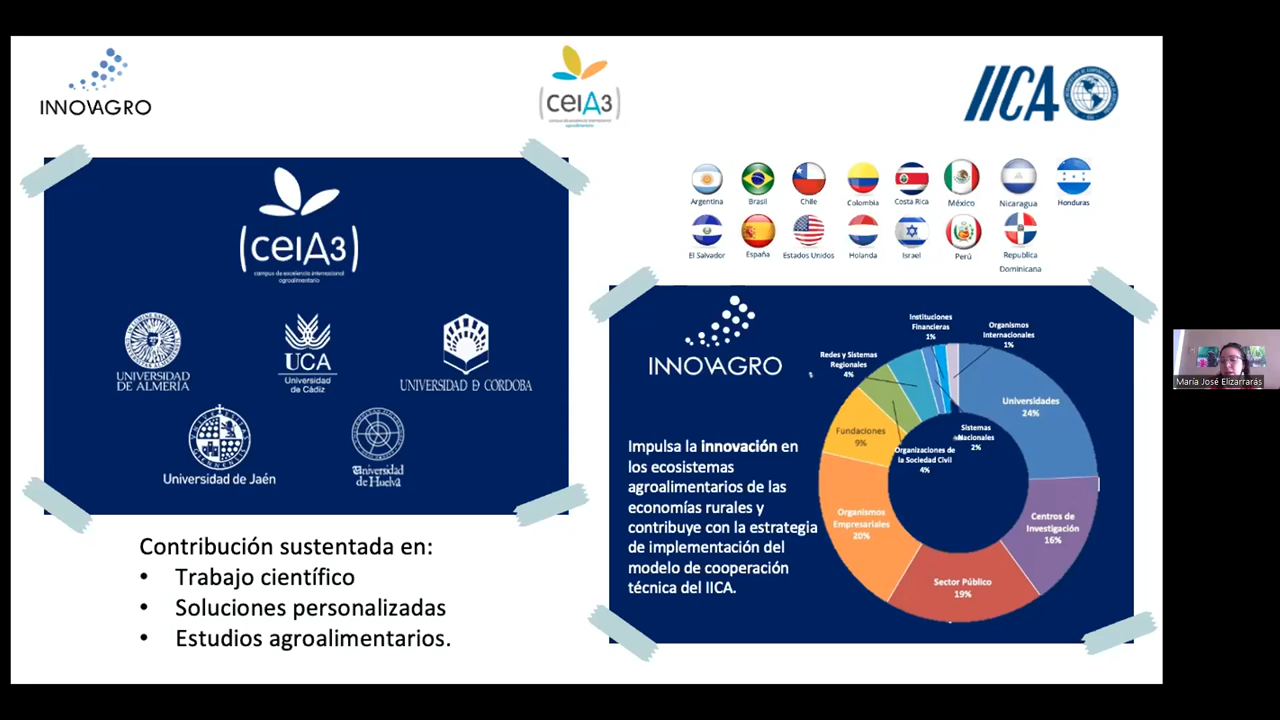 INNOVAGRO
ceiA3
campus de excelencia internacional
agroalimentario
IICA
ceiA3
campus de excelencia internacional
agroalimentario
UNIVERSIDAD
DE ALMERÍA
UCA
Universidad
de Cádiz
UNIVERSIDAD D CÓRDOBA
Universidad de Jaén
Universidad
de Huelva
Contribución sustentada en:
• Trabajo científico
• Soluciones personalizadas
• Estudios agroalimentarios.
Argentina
Brasil
Chile
Colombia
Costa Rica
México
Nicaragua
Honduras
El Salvador
España
Estados Unidos
Holanda
Israel
Perú
Republica
Dominicana
INNOVAGRO
Impulsa la innovación en
los ecosistemas
agroalimentarios de las
economías rurales y
contribuye con la estrategia
de implementación del
modelo de cooperación
técnica del IICA.
Instituciones
Financieras
1%
Organismos
Internacionales
1%
Redes y Sistemas
Regionales
4%
Universidades
24%
Fundaciones
9%
Sistemas
Nacionales
2%
Organizaciones de
la Sociedad Civil
4%
Organismos
Empresariales
20%
Centros de
Investigación
16%
Sector Público
19%
María José Elizarrarás